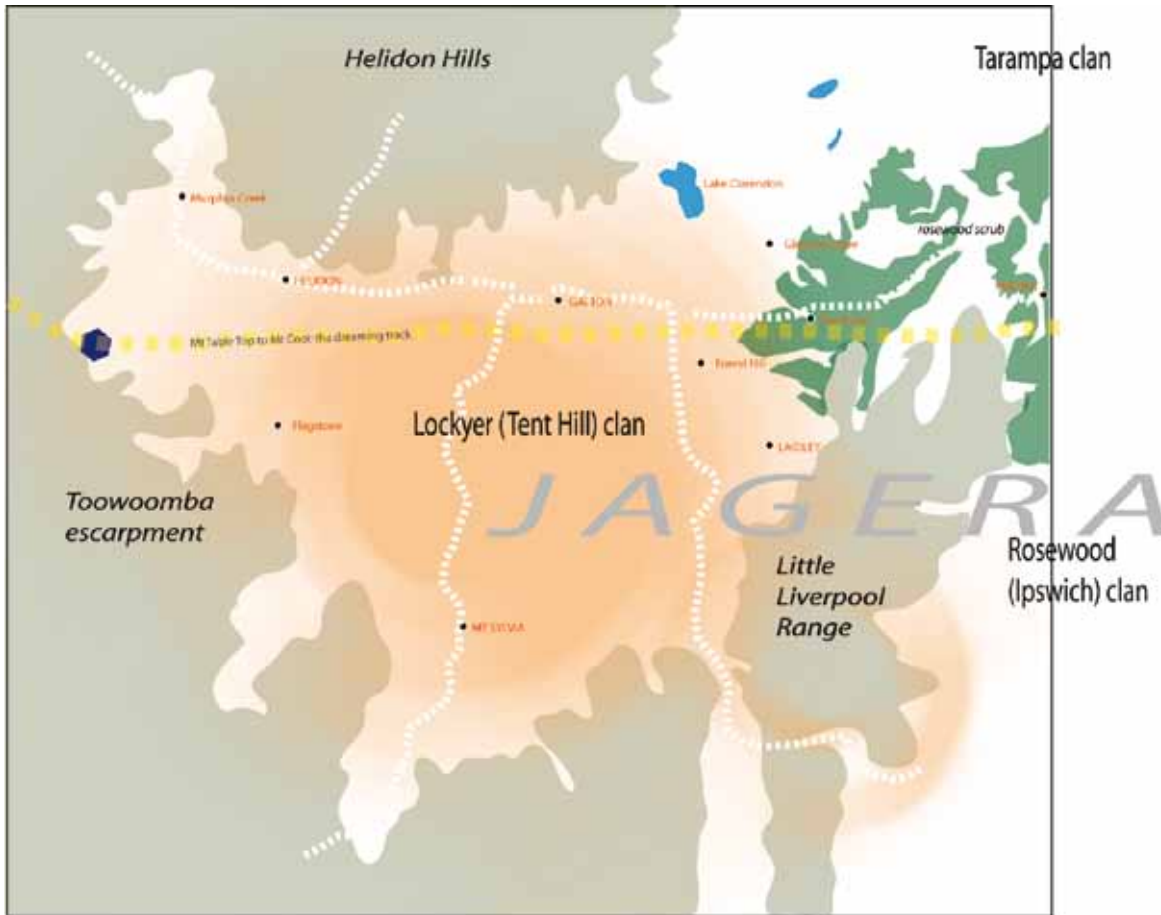 Helidon Hills
Tarampa clan
Lake Clarendon
Murphys Creek
rosewood scrub
HELIDON
GATTON
Mt Table Top to Mt Coot-tha dreaming track
Forest Hill
Flagstone
Lockyer (Tent Hill) clan
LAIDLEY
JAGERA
Toowoomba
escarpment
Rosewood
(Ipswich) clan
Little
Liverpool
Range
MT SYLVIA